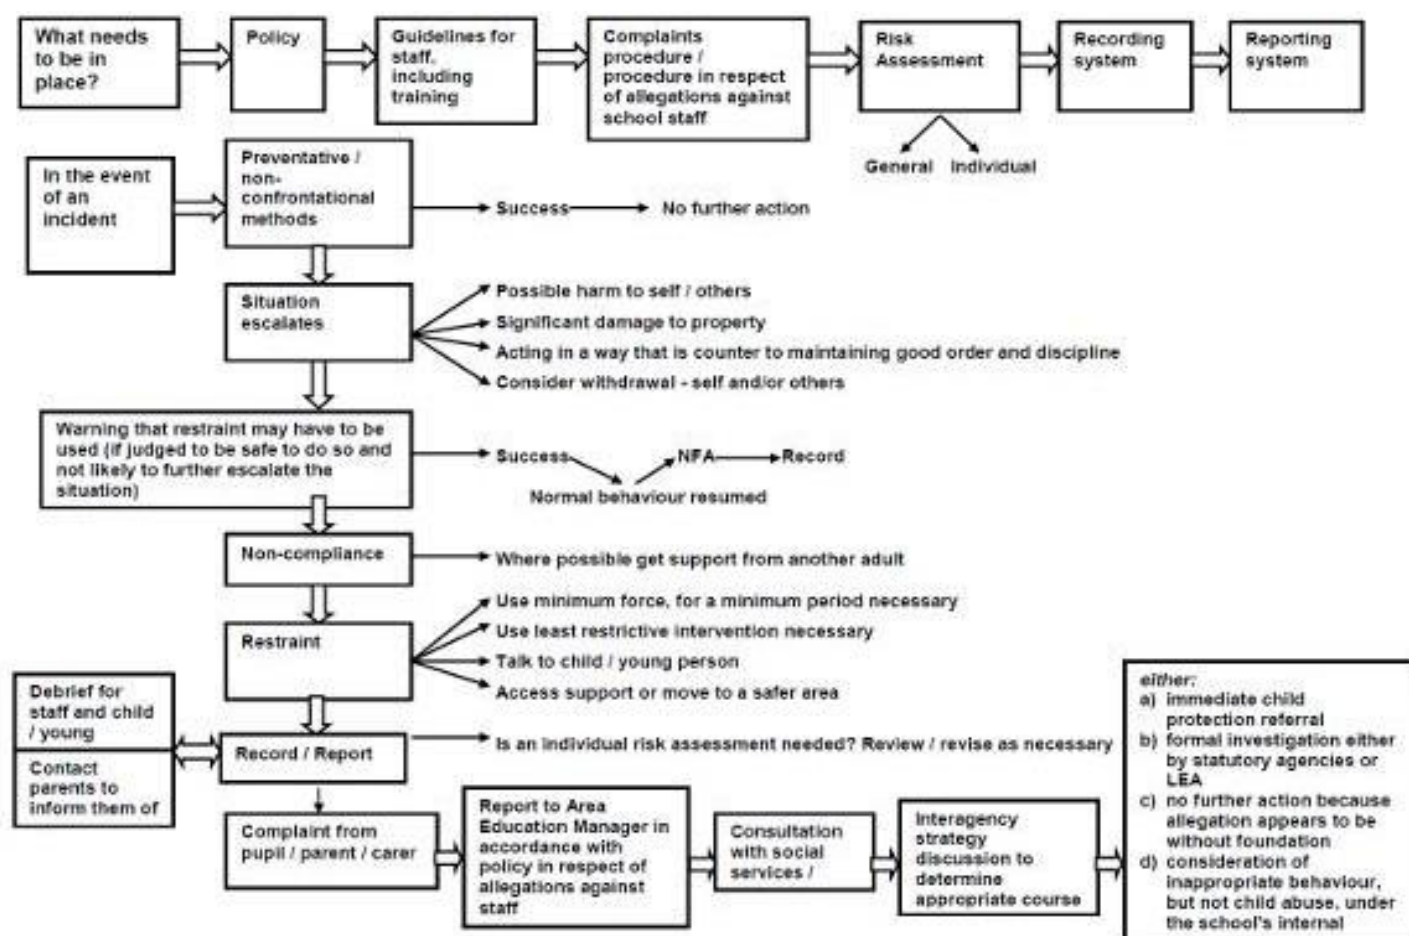 What needs
to be in
place?
Policy
Guidelines for
staff,
including
training
Complaints
procedure /
procedure in respect
of allegations against
school staff
Risk
Assessment
Recording
system
Reporting
system
General Individual
In the event
of an
incident
Preventative /
non-
confrontational
methods
Success
No further action
Situation
escalates
Possible harm to self / others
Significant damage to property
Acting in a way that is counter to maintaining good order and discipline
Consider withdrawal - self and/or others
Warning that restraint may have to be
used (if judged to be safe to do so and
not likely to further escalate the
situation)
Success
NFA
Record
Normal behaviour resumed
Non-compliance
Where possible get support from another adult
Restraint
Use minimum force, for a minimum period necessary
Use least restrictive intervention necessary
Talk to child / young person
Access support or move to a safer area
Debrief for
staff and child
/ young
Contact
parents to
inform them of
Record / Report
Is an individual risk assessment needed? Review / revise as necessary
Complaint from
pupil / parent / carer
Report to Area
Education Manager in
accordance with
policy in respect of
allegations against
staff
Consultation
with social
services /
Interagency
strategy
discussion to
determine
appropriate course
either:
a) immediate child
protection referral
b) formal investigation either
by statutory agencies or
LEA
c) no further action because
allegation appears to be
without foundation
d) consideration of
inappropriate behaviour,
but not child abuse, under
the school's internal